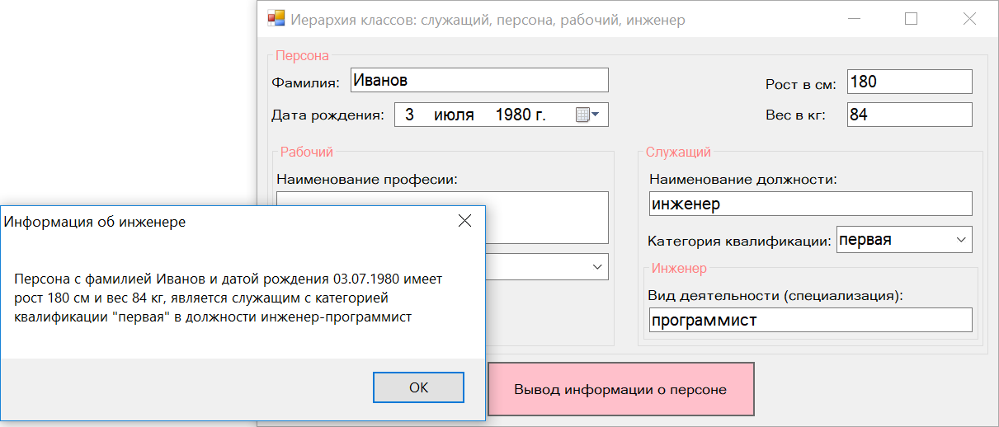 Иерархия классов: служащий, персона, рабочий, инженер
Персона
Фамилия: Иванов
Рост в см: 180
Дата рождения: 3 июля 1980 г.
Вес в кг: 84
Рабочий
Наименование професии:
Служащий
Наименование должности:
инженер
Категория квалификации: первая
Инженер
Вид деятельности (специализация):
программист
Вывод информации о персоне
Информация об инженере
Персона с фамилией Иванов и датой рождения 03.07.1980 имеет
рост 180 см и вес 84 кг, является служащим с категорией
квалификации "первая" в должности инженер-программист
OK